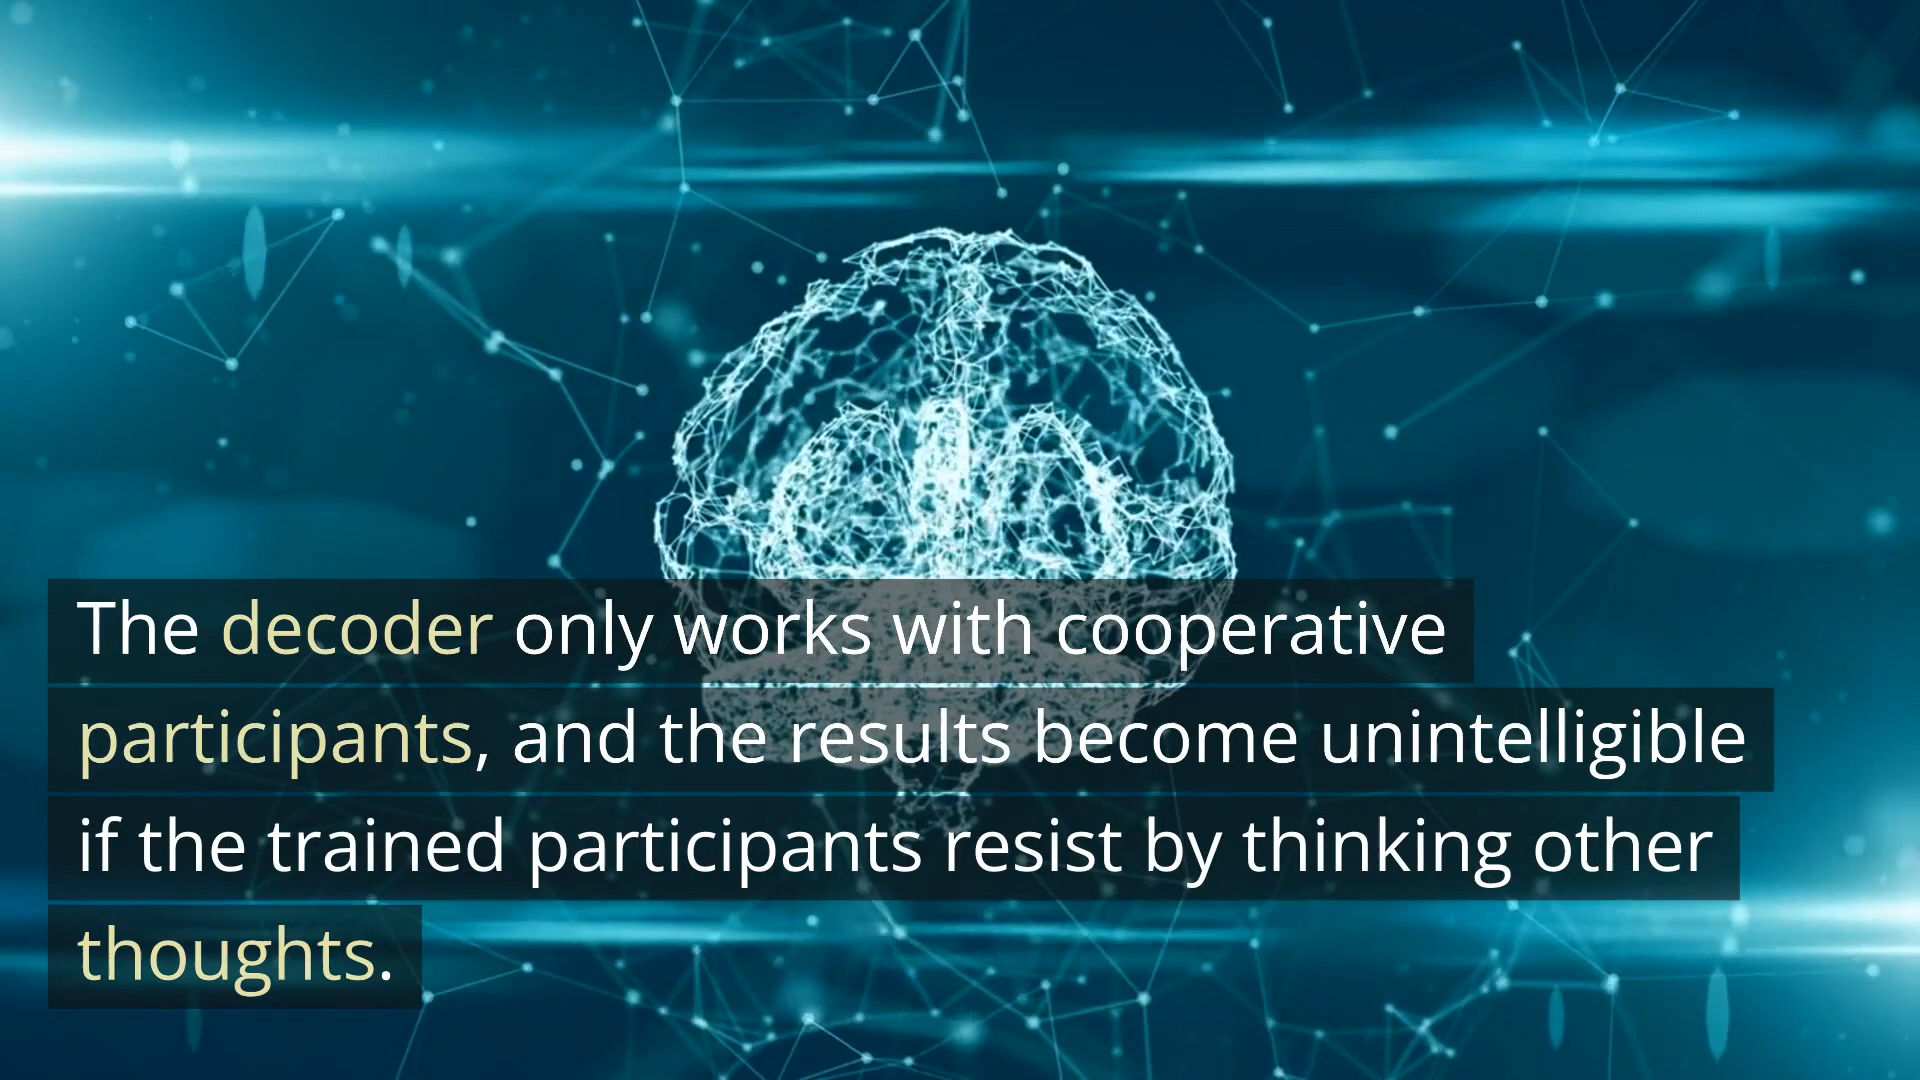 The decoder only works with cooperative
participants, and the results become unintelligible
if the trained participants resist by thinking other
thoughts.